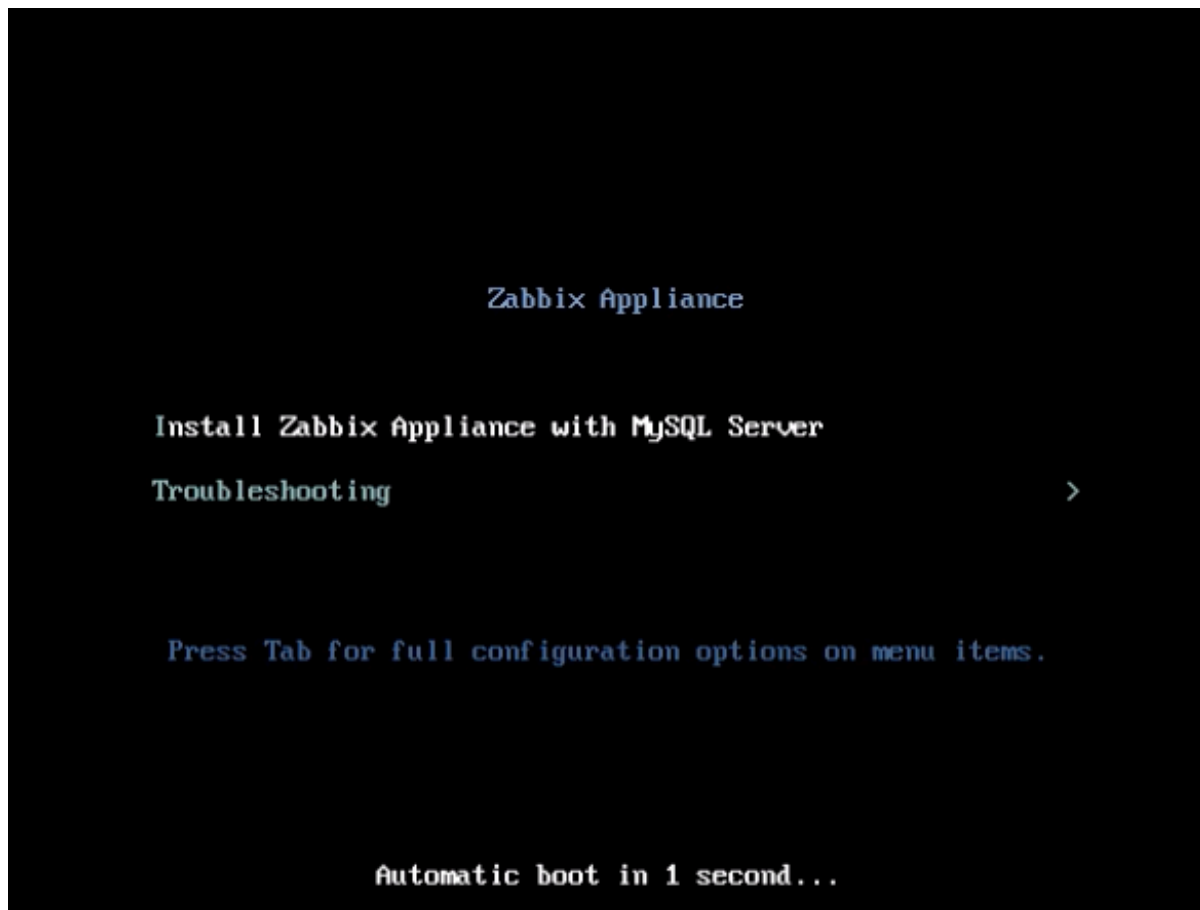 Zabbix Appliance
Install Zabbix Appliance with MySQL Server
Troubleshooting >
Press Tab for full configuration options on menu items.
Automatic boot in 1 second...